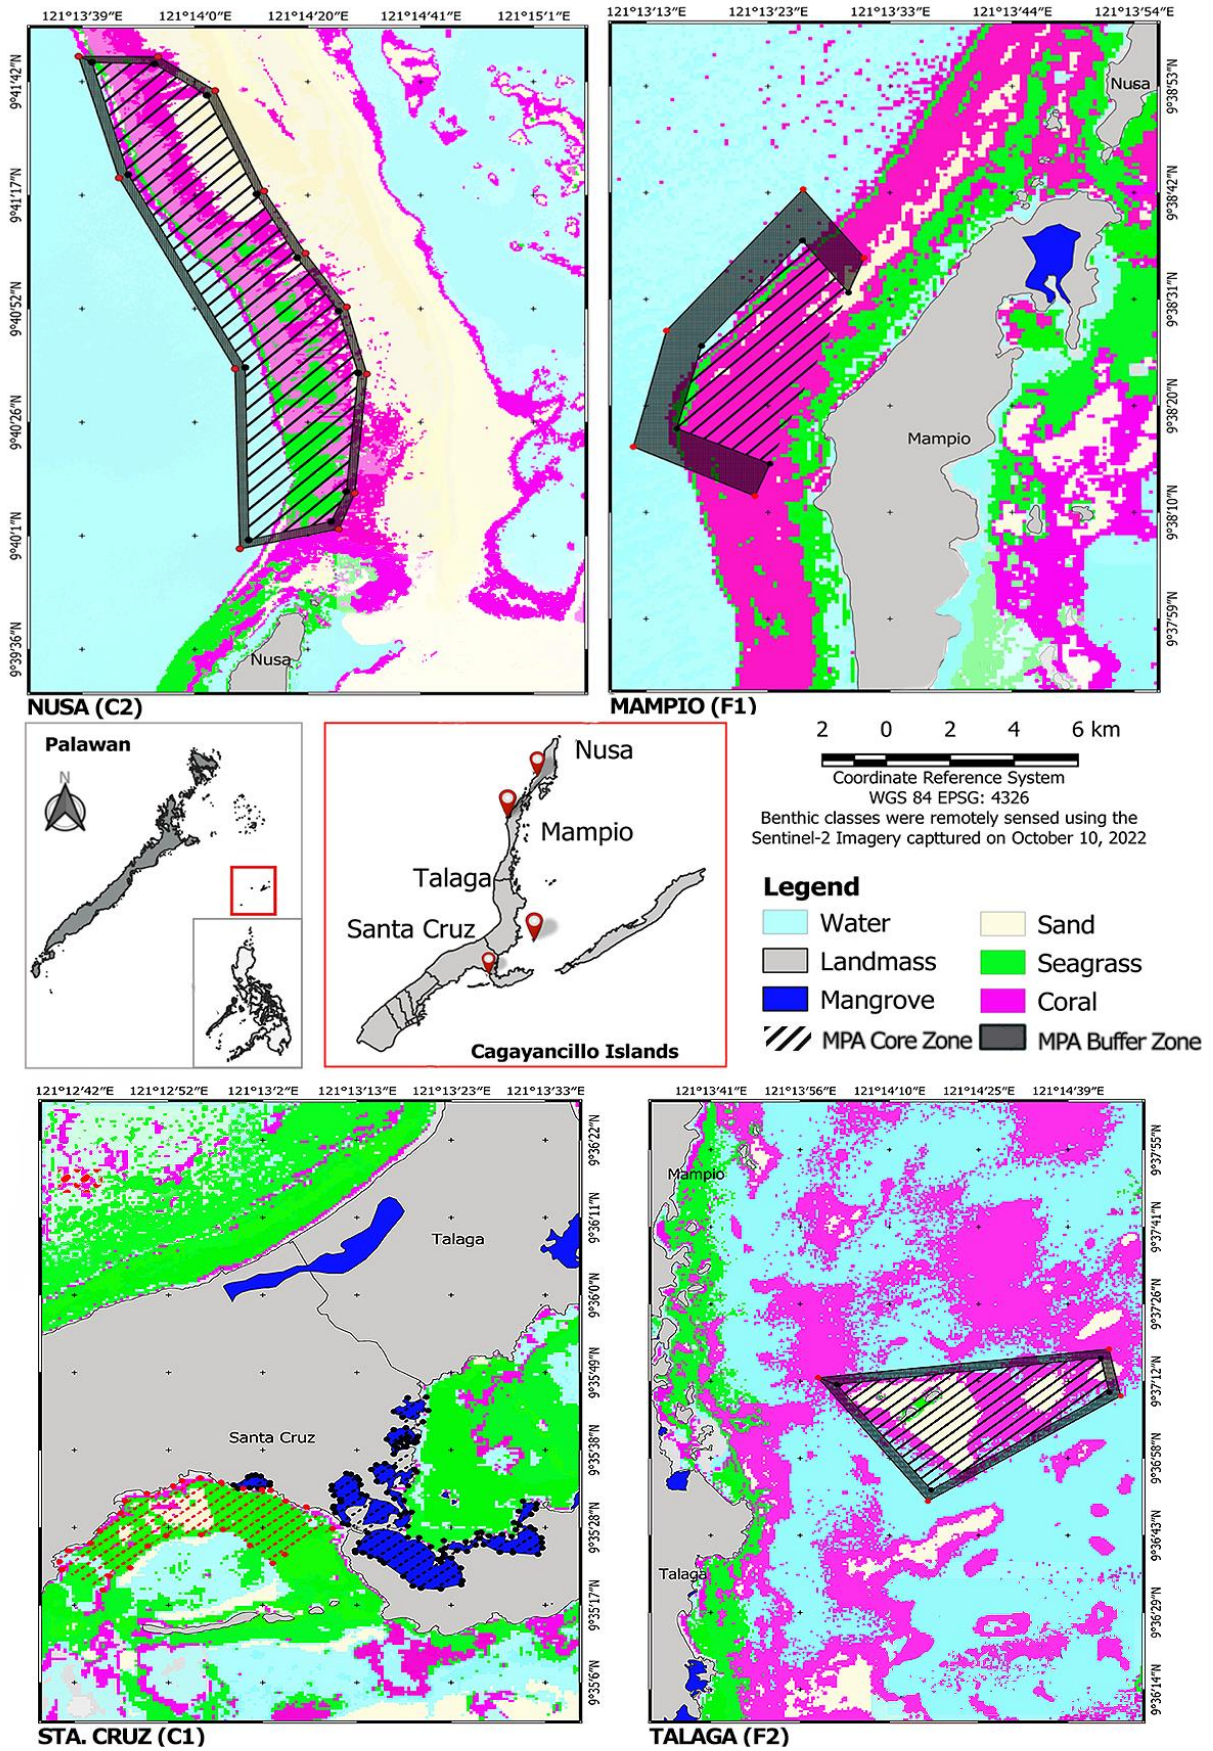 121°13'39"E 121°14'0"E 121°14'20"E 121°14'41"E 121°15'1"E
9°41'42"N
9°41'17"N
9°40'52"N
9°40'26"N
9°40'1"N
9°39'36"N
Nusa
NUSA (C2)
121°13'13"E 121°13'23"E 121°13'33"E 121°13'44"E 121°13'54"E
9°38'53"N
9°38'42"N
9°38'31"N
9°38'20"N
9°38'10"N
9°37'59"N
Nusa
Mampio
MAMPIO (F1)
Palawan
N
Nusa
Mampio
Talaga
Santa Cruz
Cagayancillo Islands
2 0 2 4 6 km
Coordinate Reference System
WGS 84 EPSG: 4326
Benthic classes were remotely sensed using the
Sentinel-2 Imagery capttured on October 10, 2022
Legend
Water Sand
Landmass Seagrass
Mangrove Coral
MPA Core Zone MPA Buffer Zone
121°12'42"E 121°12'52"E 121°13'2"E 121°13'13"E 121°13'23"E 121°13'33"E
9°36'22"N
9°36'11"N
9°36'0"N
9°35'49"N
9°35'38"N
9°35'28"N
9°35'17"N
9°35'6"N
Talaga
Santa Cruz
STA. CRUZ (C1)
121°13'41"E 121°13'56"E 121°14'10"E 121°14'25"E 121°14'39"E
9°37'55"N
9°37'41"N
9°37'26"N
9°37'12"N
9°36'58"N
9°36'43"N
9°36'29"N
9°36'14"N
Mampio
Talaga
TALAGA (F2)